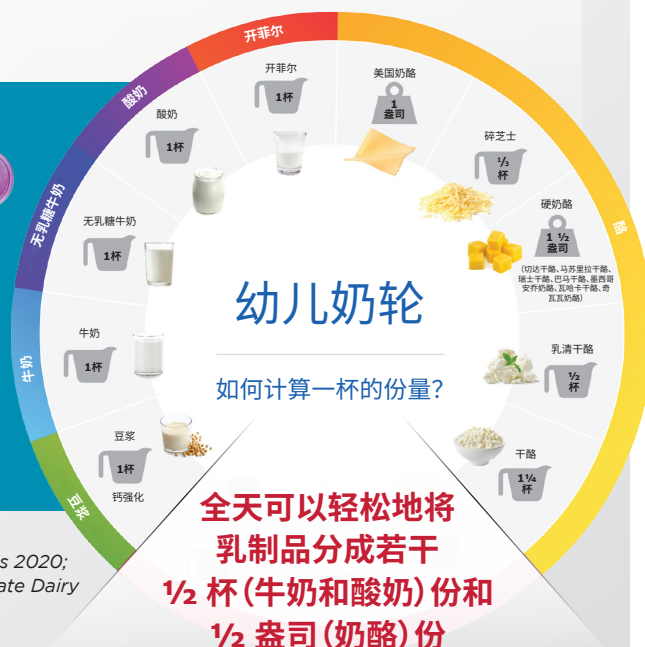 开菲尔
开菲尔
1杯
美国奶酪
1
盎司
碎芝士
⅓
杯
酪
硬奶酪
1 ½
盎司
(切达干酪、马苏里拉干酪、
瑞士干酪、巴马干酪、墨西哥
安乔奶酪、瓦哈卡干酪、奇
瓦瓦奶酪)
乳清干酪
½
杯
干酪
1¼
杯
酸奶
酸奶
1杯
无乳糖牛奶
无乳糖牛奶
1杯
牛奶
牛奶
1杯
豆浆
豆浆
1杯
钙强化
幼儿奶轮
如何计算一杯的份量?
全天可以轻松地将
乳制品分成若干
½ 杯(牛奶和酸奶)份和
½ 盎司(奶酪)份
s 2020;
ate Dairy